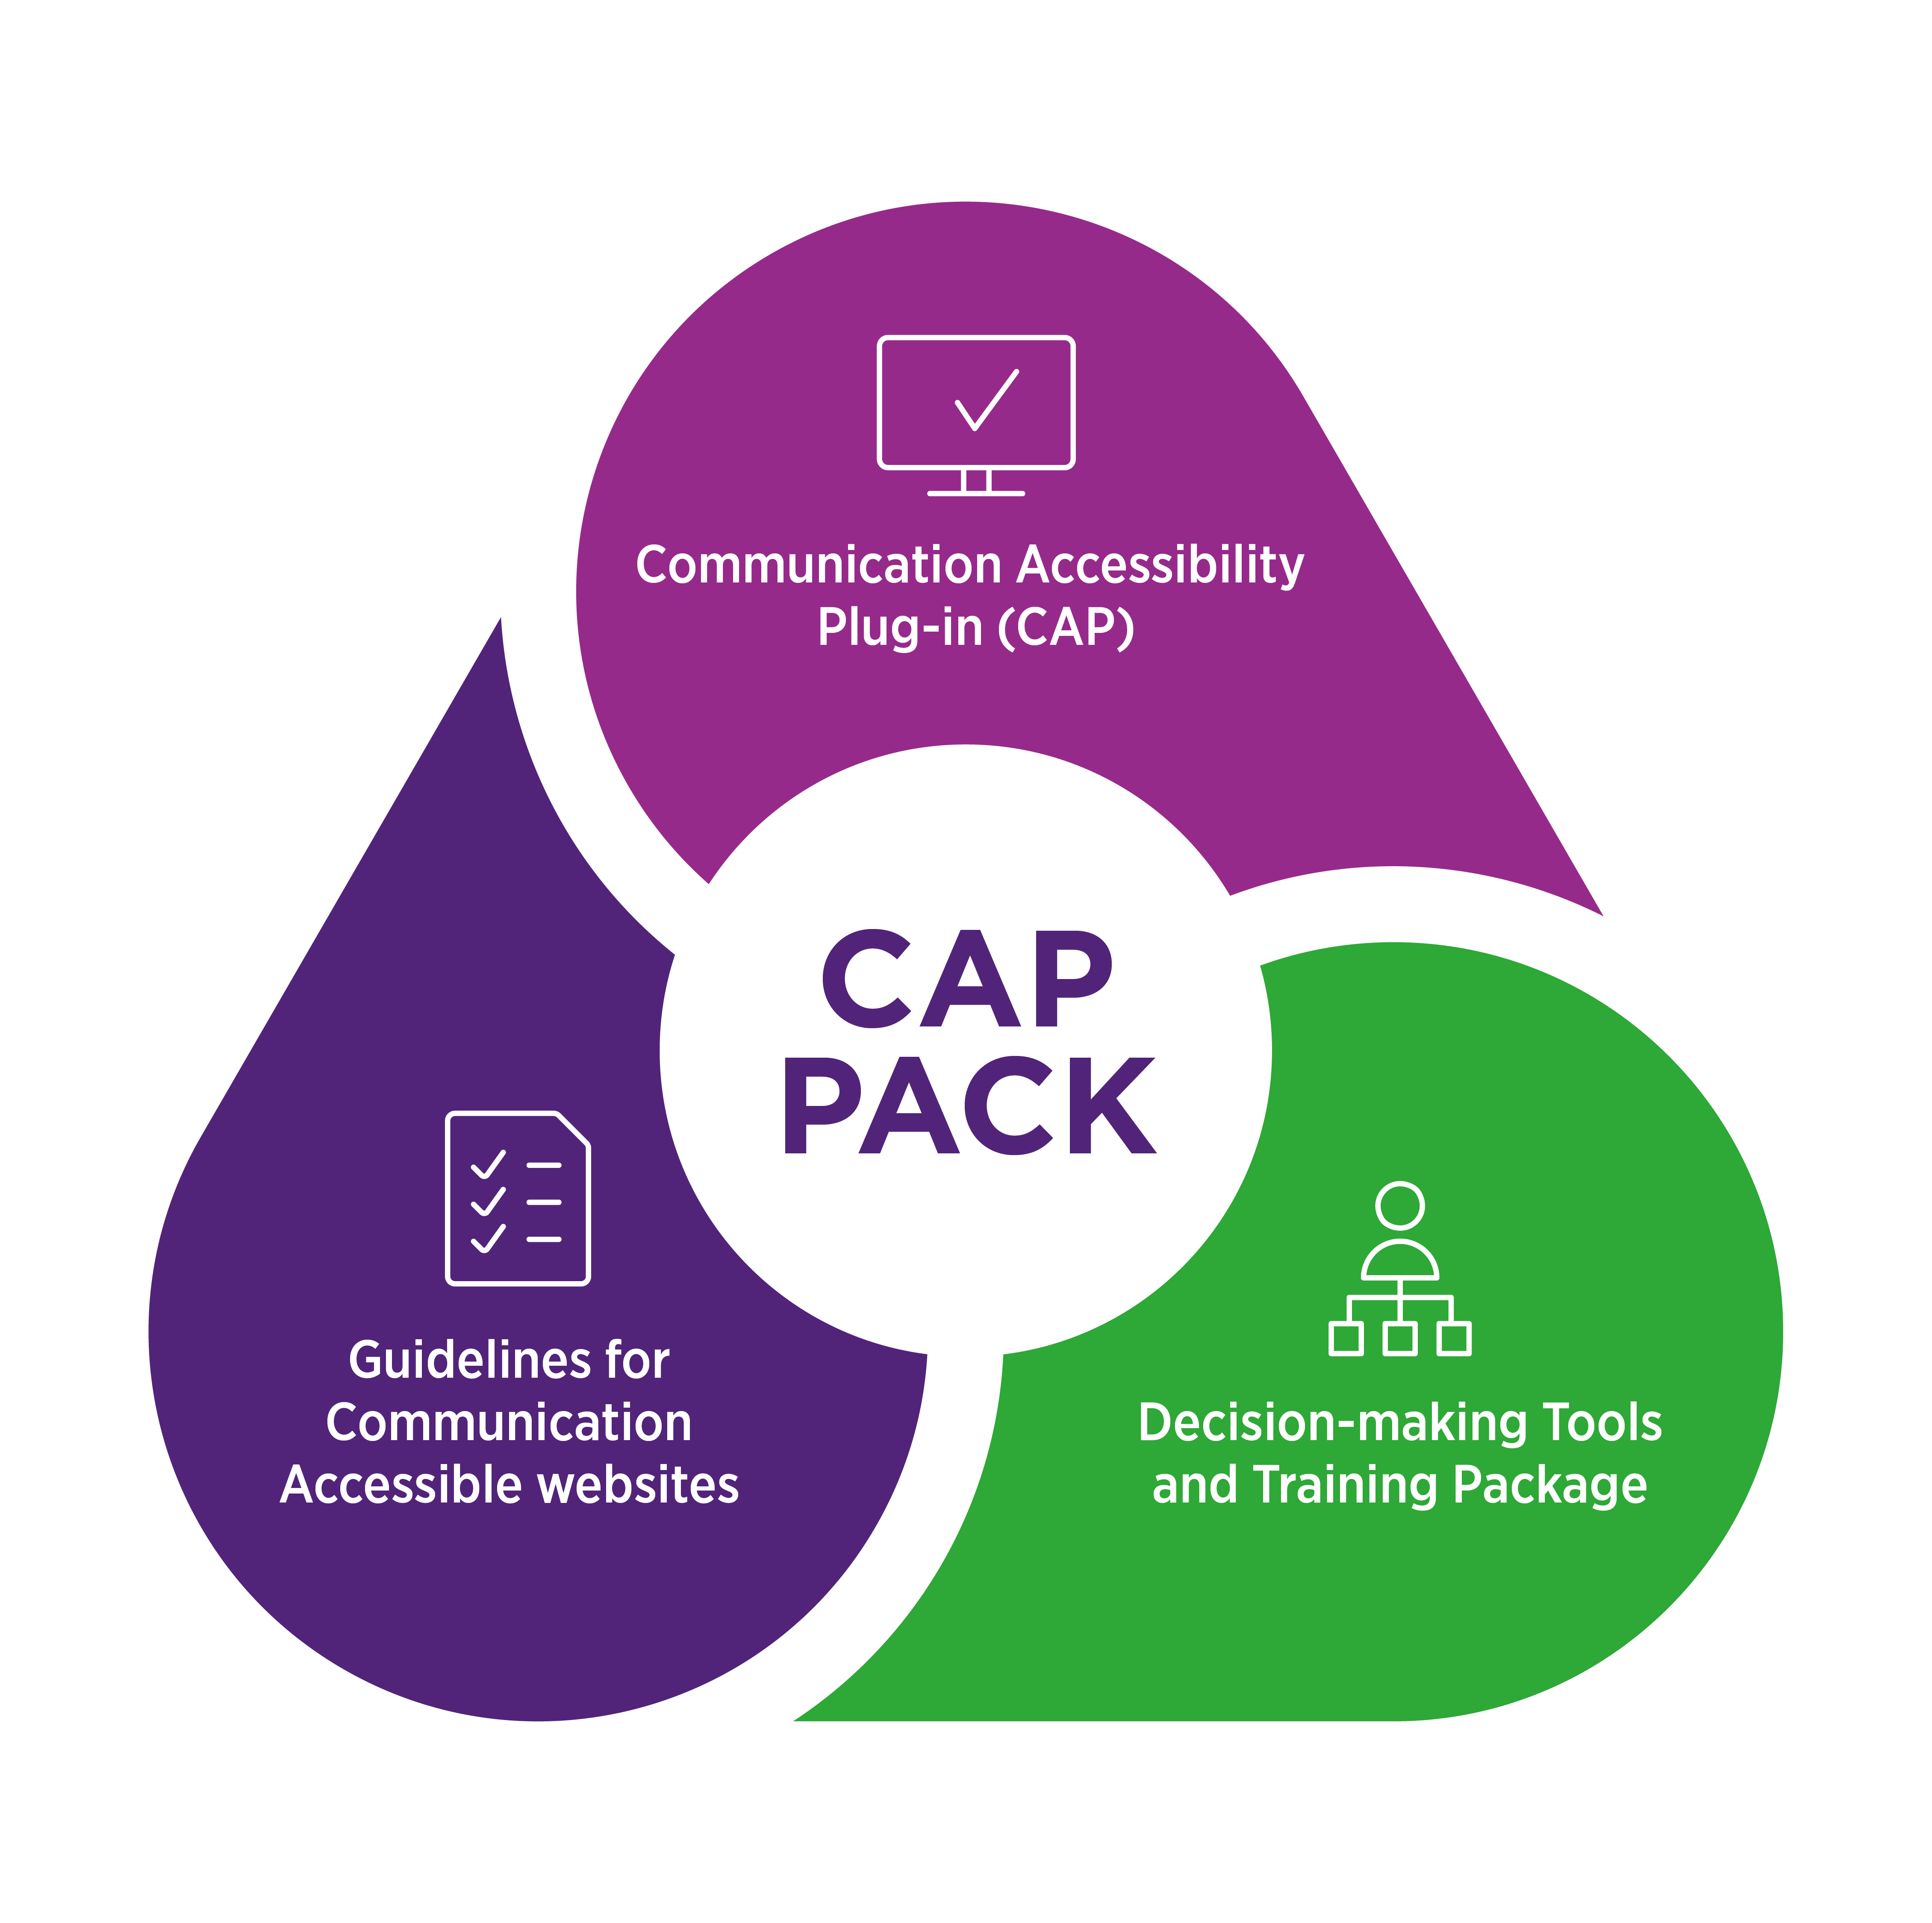 Communication Accessibility
Plug-in (CAP)
CAP
PACK
Guidelines for
Communication
Accessible websites
Decision-making Tools
and Training Package